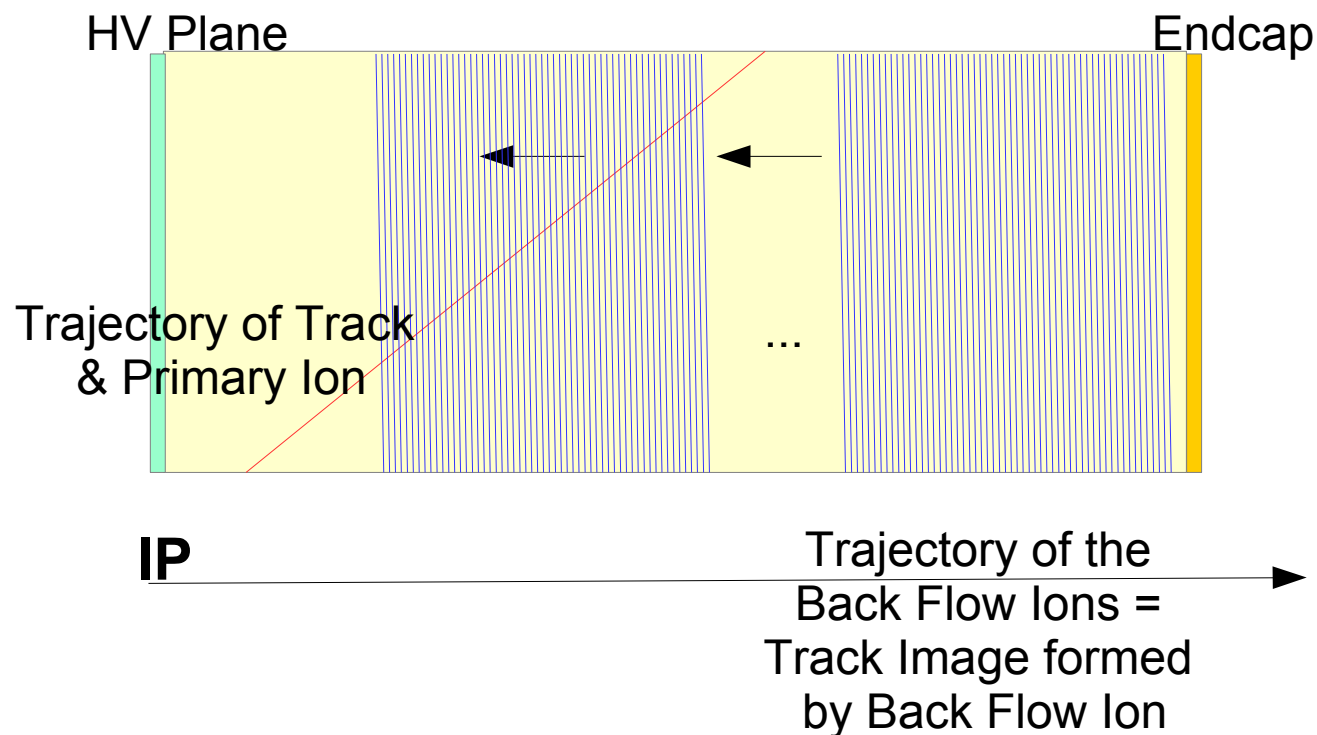 HV Plane
Endcap
Trajectory of Track
& Primary Ion
...
IP
Trajectory of the
Back Flow Ions =
Track Image formed
by Back Flow Ion